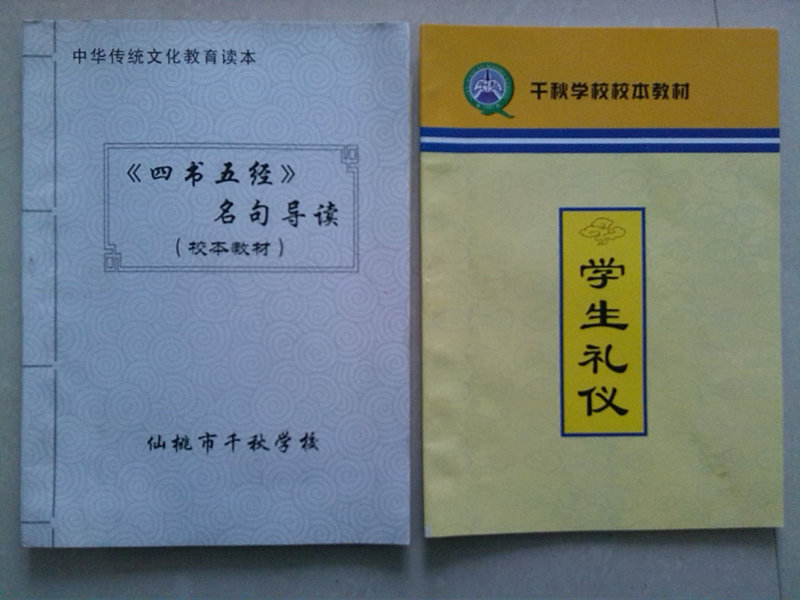 中华传统文化教育读本
《四书五经》
名句导读
（校本教材）
仙桃市千秋学校
千秋学校校本教材
学生礼仪